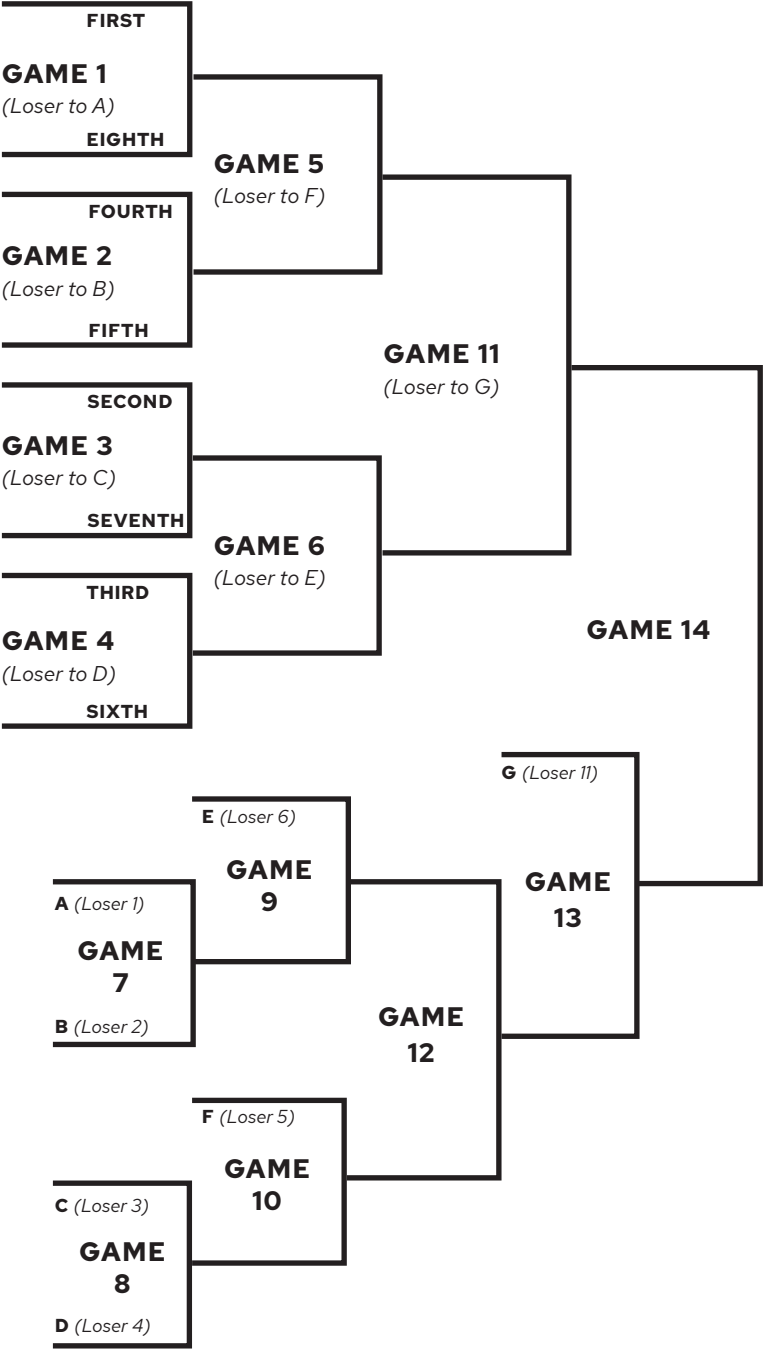 FIRST
GAME 1
(Loser to A)
EIGHTH
GAME 5
(Loser to F)
FOURTH
GAME 2
(Loser to B)
FIFTH
GAME 11
(Loser to G)
SECOND
GAME 3
(Loser to C)
SEVENTH
GAME 6
(Loser to E)
THIRD
GAME 4
(Loser to D)
SIXTH
GAME 14
G (Loser 11)
GAME
13
E (Loser 6)
GAME
9
A (Loser 1)
GAME
7
B (Loser 2)
GAME
12
F (Loser 5)
GAME
10
C (Loser 3)
GAME
8
D (Loser 4)